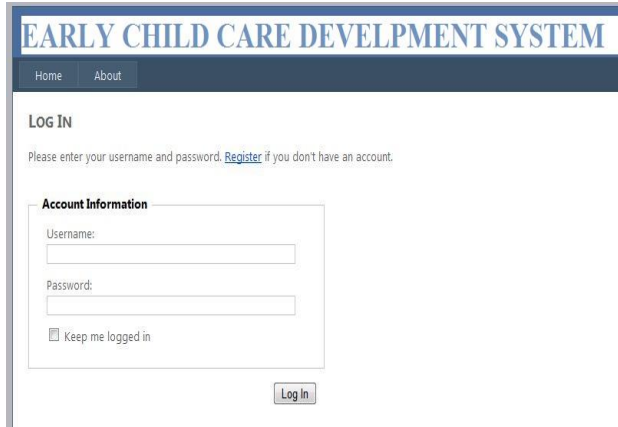 EARLY CHILD CARE DEVELPMENT SYSTEM
Home About
LOG IN
Please enter your username and password. Register if you don't have an account.
Account Information
Username:
Password:
Keep me logged in
Log In